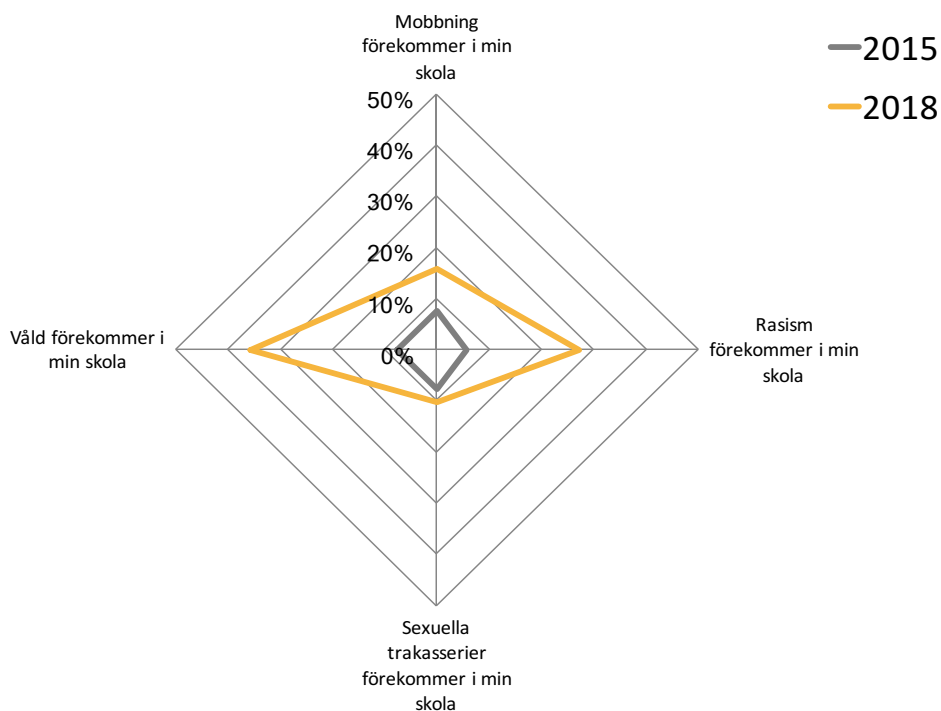 Mobbning
förekommer i min
skola
2015
2018
50%
40%
30%
20%
10%
0%
Våld förekommer i
min skola
Rasism
förekommer i min
skola
Sexuella
trakasserier
förekommer i min
skola